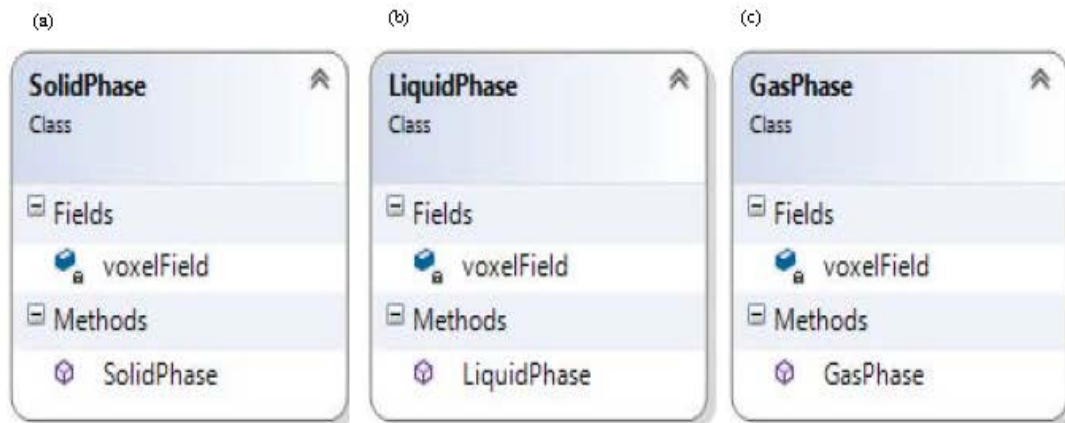 (a)
SolidPhase
Class
Fields
voxelField
Methods
SolidPhase
(b)
LiquidPhase
Class
Fields
voxelField
Methods
LiquidPhase
(c)
GasPhase
Class
Fields
voxelField
Methods
GasPhase